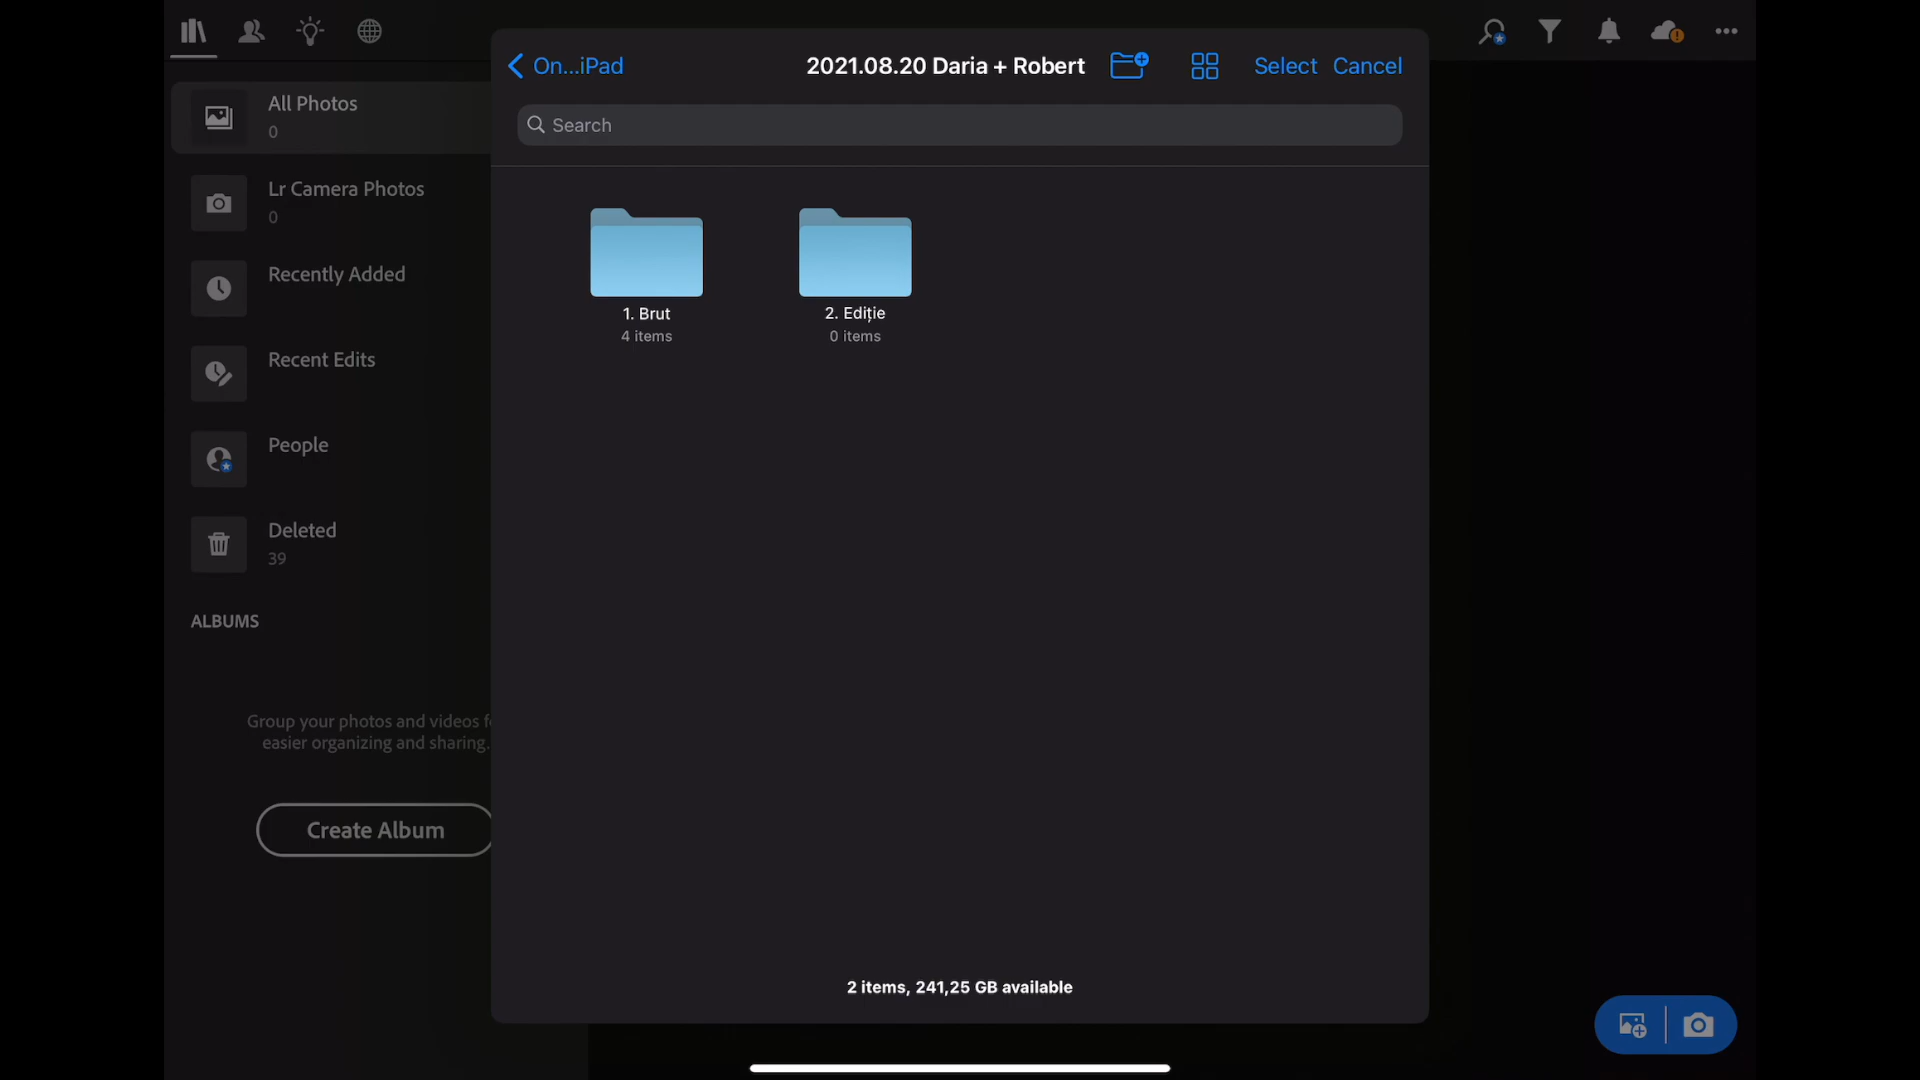 On...iPad
2021.08.20 Daria + Robert
Select
Cancel
Search
All Photos
0
Lr Camera Photos
0
Recently Added
Recent Edits
People
Deleted
39
ALBUMS
Group your photos and videos f
easier organizing and sharing.
Create Album
1. Brut
4 items
2. Ediție
0 items
2 items, 241,25 GB available